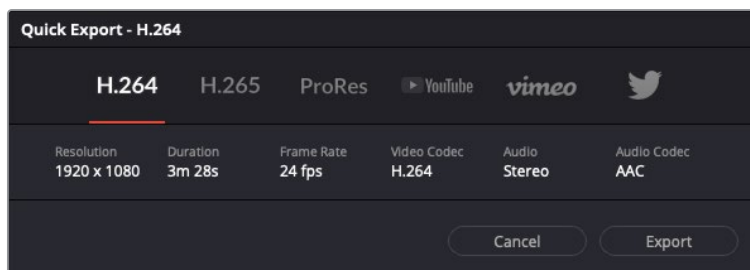 Quick Export - H.264
H.264 H.265 ProRes YouTube vimeo
Resolution Duration Frame Rate Video Codec Audio Audio Codec
1920 x 1080 3m 28s 24 fps H.264 Stereo AAC
Cancel Export